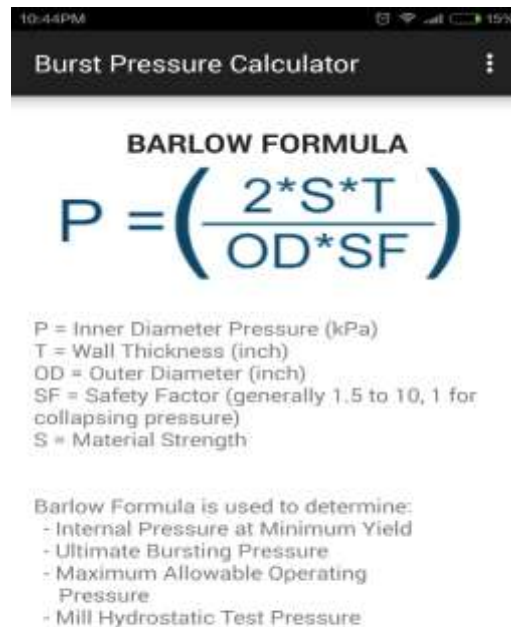 10:44PM 15%
Burst Pressure Calculator
BARLOW FORMULA
P = ( 2*S*T / OD*SF )
P = Inner Diameter Pressure (kPa)
T = Wall Thickness (inch)
OD = Outer Diameter (inch)
SF = Safety Factor (generally 1.5 to 10, 1 for
collapsing pressure)
S = Material Strength
Barlow Formula is used to determine:
- Internal Pressure at Minimum Yield
- Ultimate Bursting Pressure
- Maximum Allowable Operating
Pressure
- Mill Hydrostatic Test Pressure